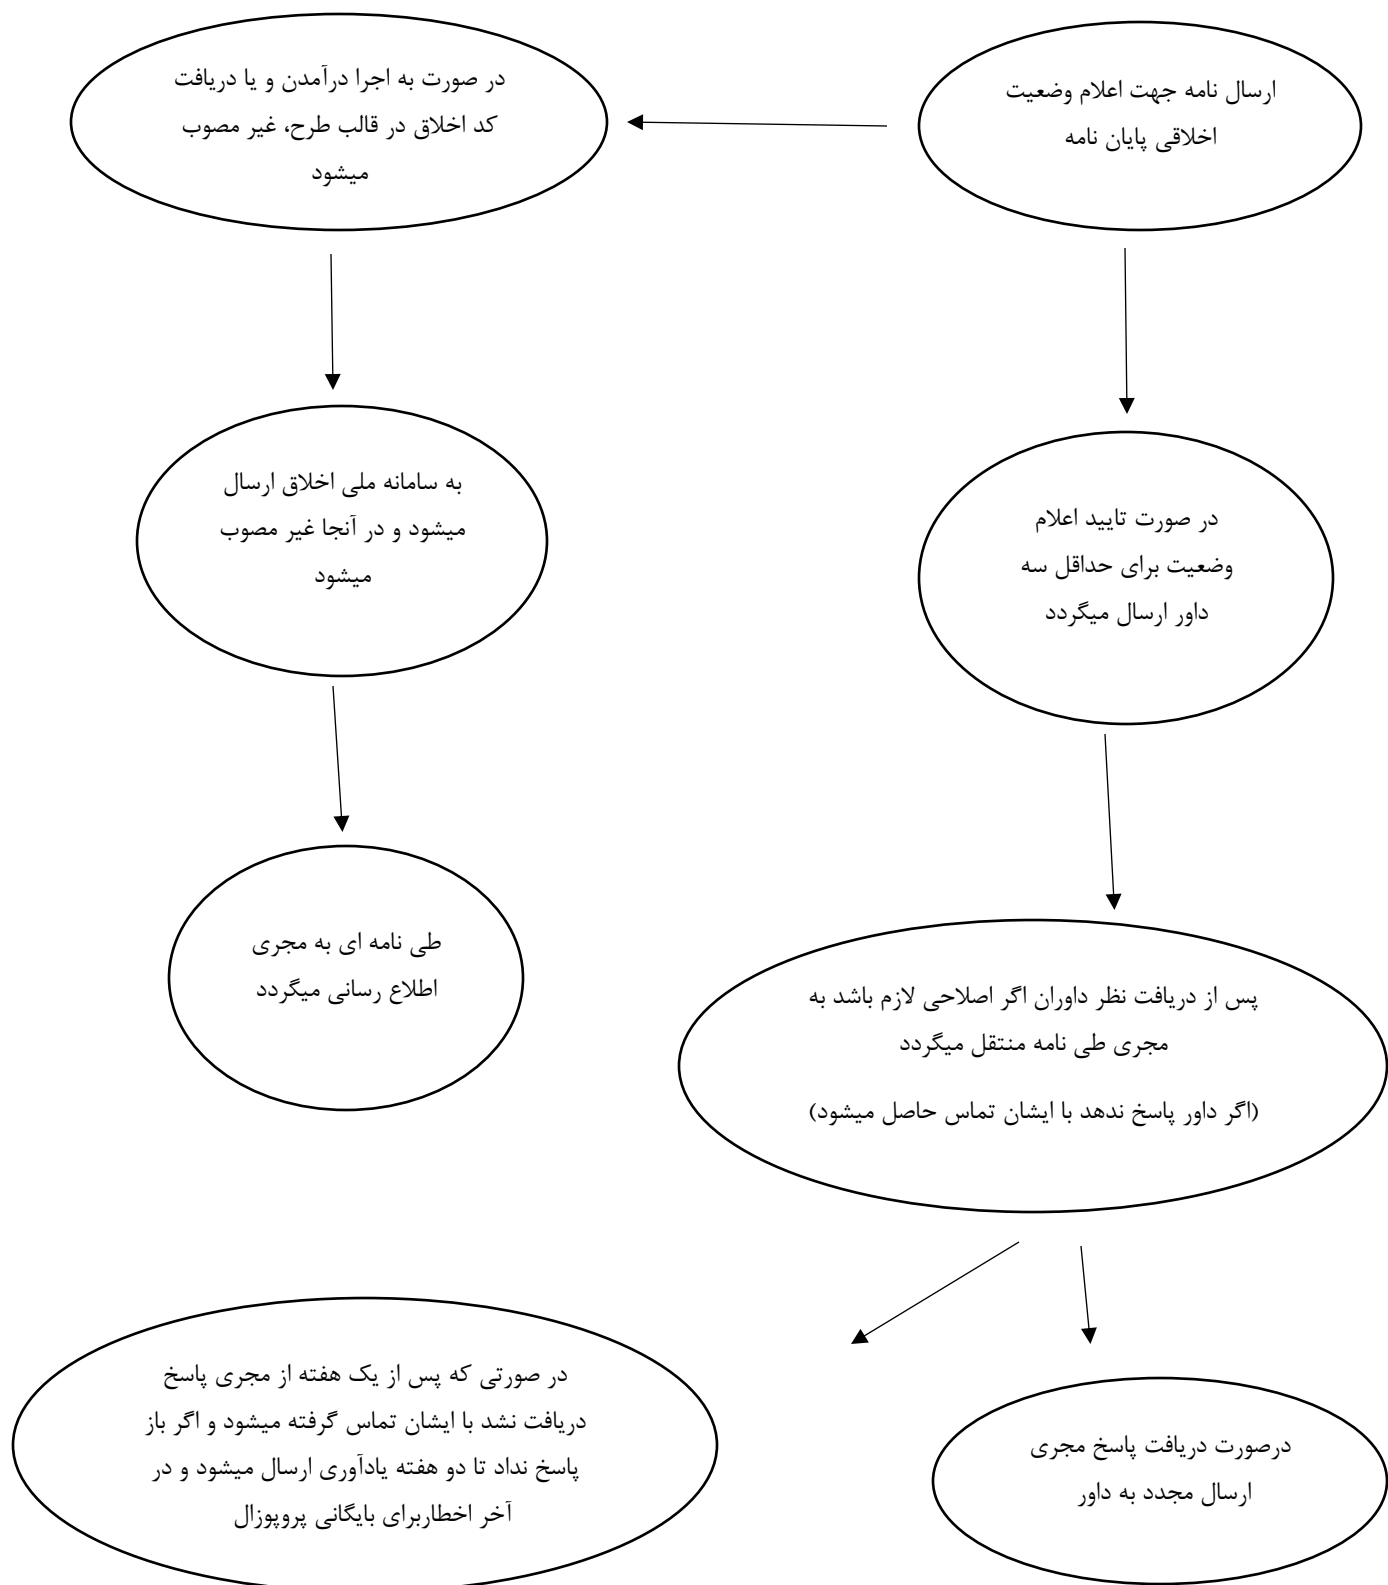 ارسال نامه جهت اعلام وضعیت
اخلاقی پایان نامه
در صورت به اجرا درآمدن و یا دریافت
کد اخلاق در قالب طرح، غیر مصوب
میشود
در صورت تایید اعلام
وضعیت برای حداقل سه
داور ارسال میگردد
به سامانه ملی اخلاق ارسال
میشود و در آنجا غیر مصوب
میشود
پس از دریافت نظر داوران اگر اصلاحی لازم باشد به
مجری طی نامه منتقل میگردد
(اگر داور پاسخ ندهد با ایشان تماس حاصل میشود)
طی نامه ای به مجری
اطلاع رسانی میگردد
درصورت دریافت پاسخ مجری
ارسال مجدد به داور
در صورتی که پس از یک هفته از مجری پاسخ
دریافت نشد با ایشان تماس گرفته میشود و اگر باز
پاسخ نداد تا دو هفته یادآوری ارسال میشود و در
آخر اخطاربرای بایگانی پروپوزال